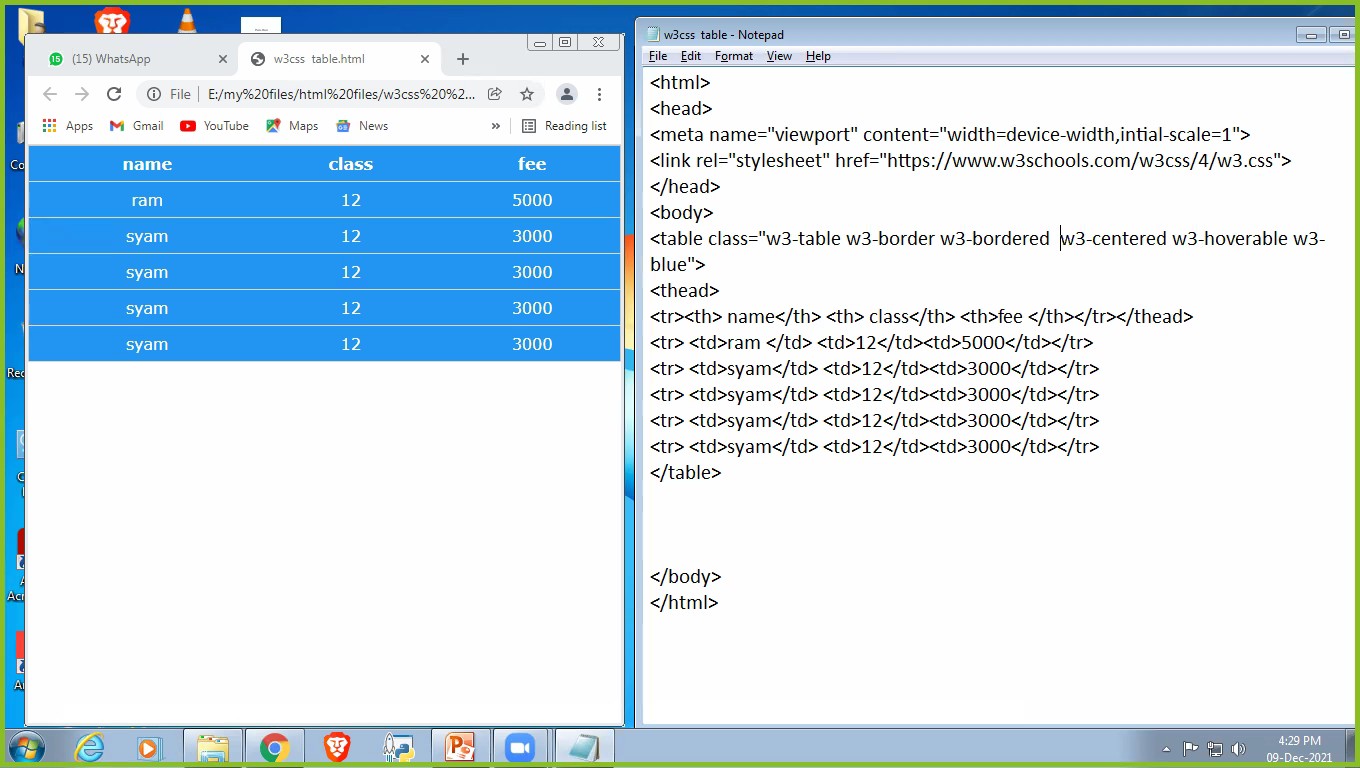 (15) WhatsApp
w3css table.html
File
E:/my%20files/html%20files/w3css%20%2...
Apps
Gmail
YouTube
Maps
News
»
Reading list
name class fee
ram 12 5000
syam 12 3000
syam 12 3000
syam 12 3000
syam 12 3000
w3css table - Notepad
File Edit Format View Help
<html>
<head>
<meta name="viewport" content="width=device-width,intial-scale=1">
<link rel="stylesheet" href="https://www.w3schools.com/w3css/4/w3.css">
</head>
<body>
<table class="w3-table w3-border w3-bordered w3-centered w3-hoverable w3-
blue">
<thead>
<tr><th> name</th> <th> class</th> <th>fee </th></tr></thead>
<tr> <td>ram </td> <td>12</td><td>5000</td></tr>
<tr> <td>syam</td> <td>12</td><td>3000</td></tr>
<tr> <td>syam</td> <td>12</td><td>3000</td></tr>
<tr> <td>syam</td> <td>12</td><td>3000</td></tr>
<tr> <td>syam</td> <td>12</td><td>3000</td></tr>
</table>
</body>
</html>
4:29 PM
09-Dec-2021